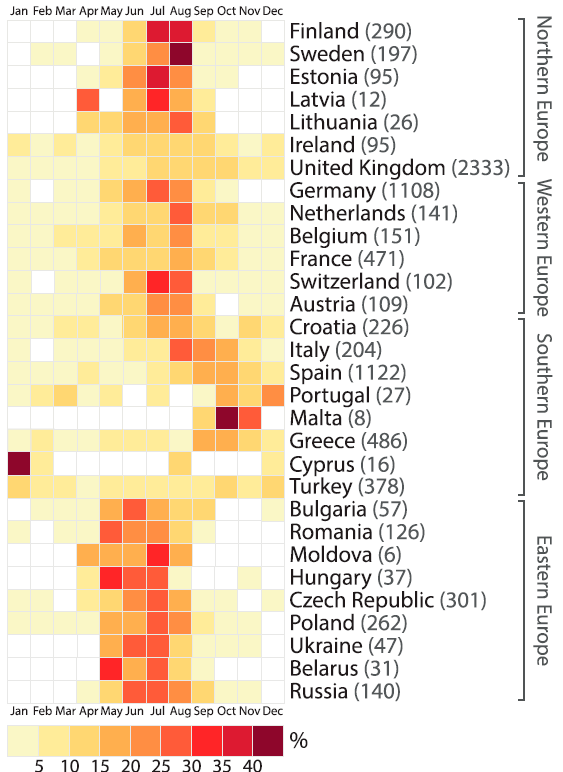 Jan Feb Mar Apr May Jun Jul Aug Sep Oct Nov Dec
Finland (290)
Sweden (197)
Estonia (95)
Latvia (12)
Lithuania (26)
Ireland (95)
United Kingdom (2333)
Northern Europe
Germany (1108)
Netherlands (141)
Belgium (151)
France (471)
Switzerland (102)
Austria (109)
Western Europe
Croatia (226)
Italy (204)
Spain (1122)
Portugal (27)
Malta (8)
Greece (486)
Cyprus (16)
Turkey (378)
Southern Europe
Bulgaria (57)
Romania (126)
Moldova (6)
Hungary (37)
Czech Republic (301)
Poland (262)
Ukraine (47)
Belarus (31)
Russia (140)
Eastern Europe
Jan Feb Mar Apr May Jun Jul Aug Sep Oct Nov Dec
%
5 10 15 20 25 30 35 40